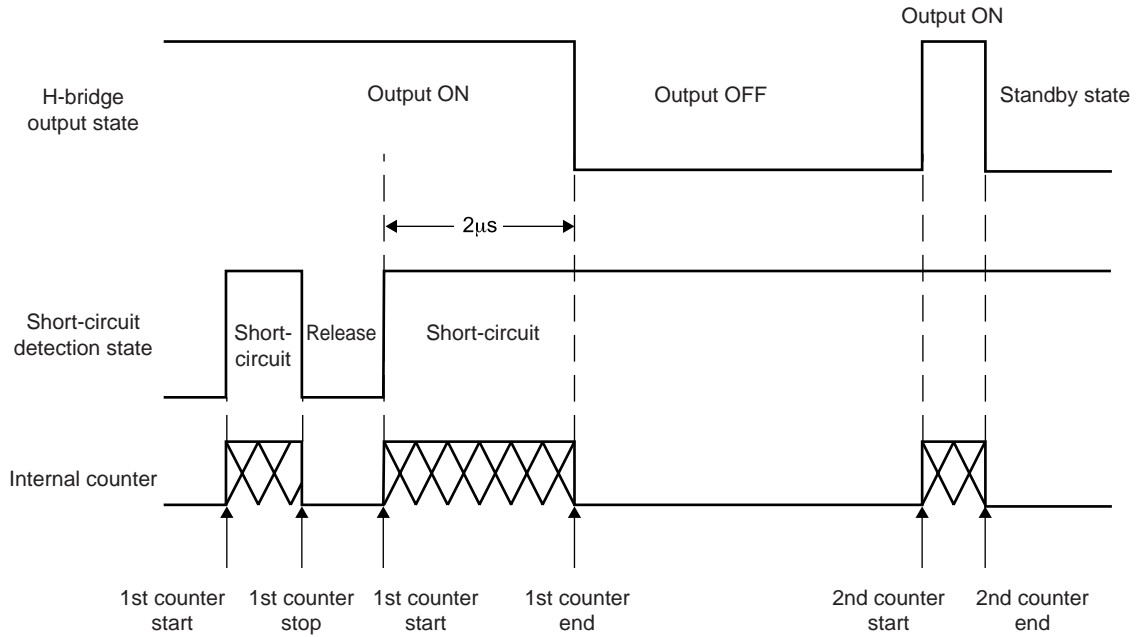 Output ON
H-bridge
output state
Output ON
Output OFF
Standby state
2μs
Short-circuit
detection state
Short-
circuit
Release
Short-circuit
Internal counter
1st counter
start
1st counter
stop
1st counter
start
1st counter
end
2nd counter
start
2nd counter
end